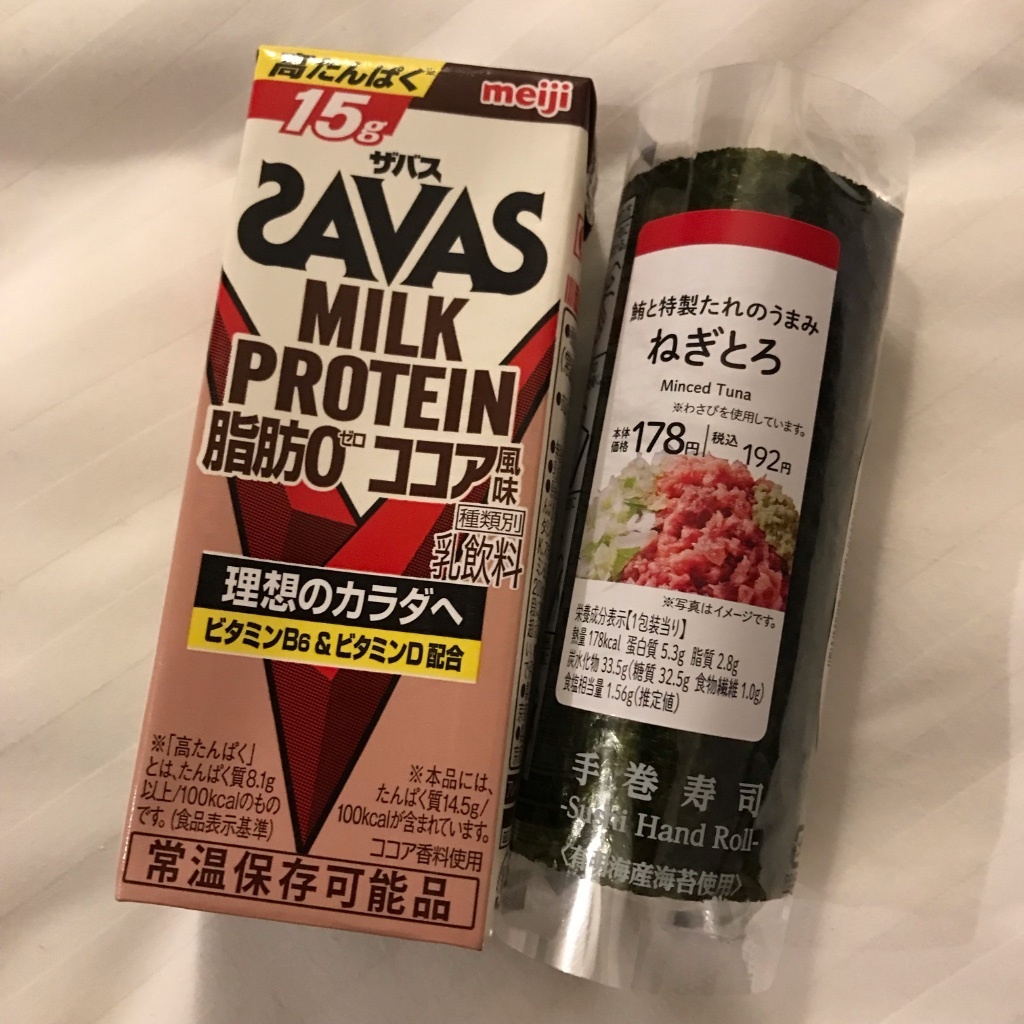 高たんぱく※
15g
meiji
ザバス
SAVAS
MILK
PROTEIN
脂肪0ゼロ ココア風味
種類別
乳飲料
理想のカラダへ
ビタミンB6&ビタミンD配合
※「高たんぱく」
とは、たんぱく質8.1g
以上/100kcalのもの
です。(食品表示基準)
※本品には、
たんぱく質14.5g/
100kcalが含まれています。
ココア香料使用
常温保存可能品
鮪と特製たれのうまみ
ねぎとろ
Minced Tuna
※わさびを使用しています。
本体価格178円 税込192円
※写真はイメージです。
栄養成分表示【1包装当り】
熱量 178kcal 蛋白質 5.3g 脂質 2.8g
炭水化物 33.5g(糖質 32.5g 食物繊維 1.0g)
食塩相当量 1.56g(推定値)
手巻寿司
-Sushi Hand Roll-
〈有明海産海苔使用〉